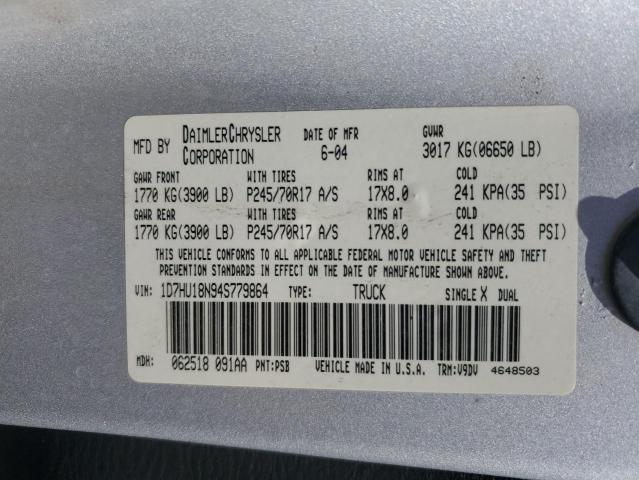 MFD BY DAIMLERCHRYSLER CORPORATION DATE OF MFR 6-04 GVWR 3017 KG(06650 LB)
GAWR FRONT WITH TIRES RIMS AT COLD
1770 KG(3900 LB) P245/70R17 A/S 17X8.0 241 KPA(35 PSI)
GAWR REAR WITH TIRES RIMS AT COLD
1770 KG(3900 LB) P245/70R17 A/S 17X8.0 241 KPA(35 PSI)
THIS VEHICLE CONFORMS TO ALL APPLICABLE FEDERAL MOTOR VEHICLE SAFETY AND THEFT
PREVENTION STANDARDS IN EFFECT ON THE DATE OF MANUFACTURE SHOWN ABOVE.
VIN: 1D7HU18N94S779864 TYPE: TRUCK SINGLE X DUAL
MDH: 062518 091AA PNT:PSB VEHICLE MADE IN U.S.A. TRM:V9DV 4648503